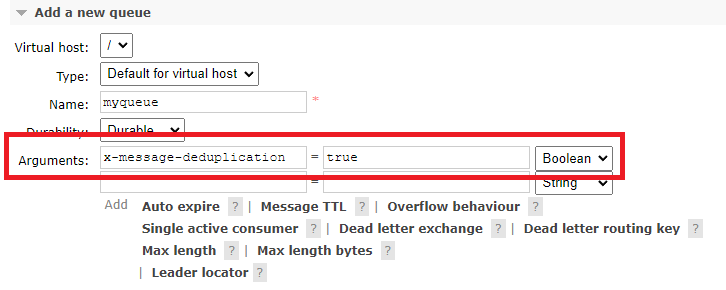 Add a new queue
Virtual host: /
Type: Default for virtual host
Name: myqueue *
Durability: Durable
Arguments: x-message-deduplication = true Boolean
= String
Add Auto expire ? | Message TTL ? | Overflow behaviour ?
Single active consumer ? | Dead letter exchange ? | Dead letter routing key ?
Max length ? | Max length bytes ?
| Leader locator ?